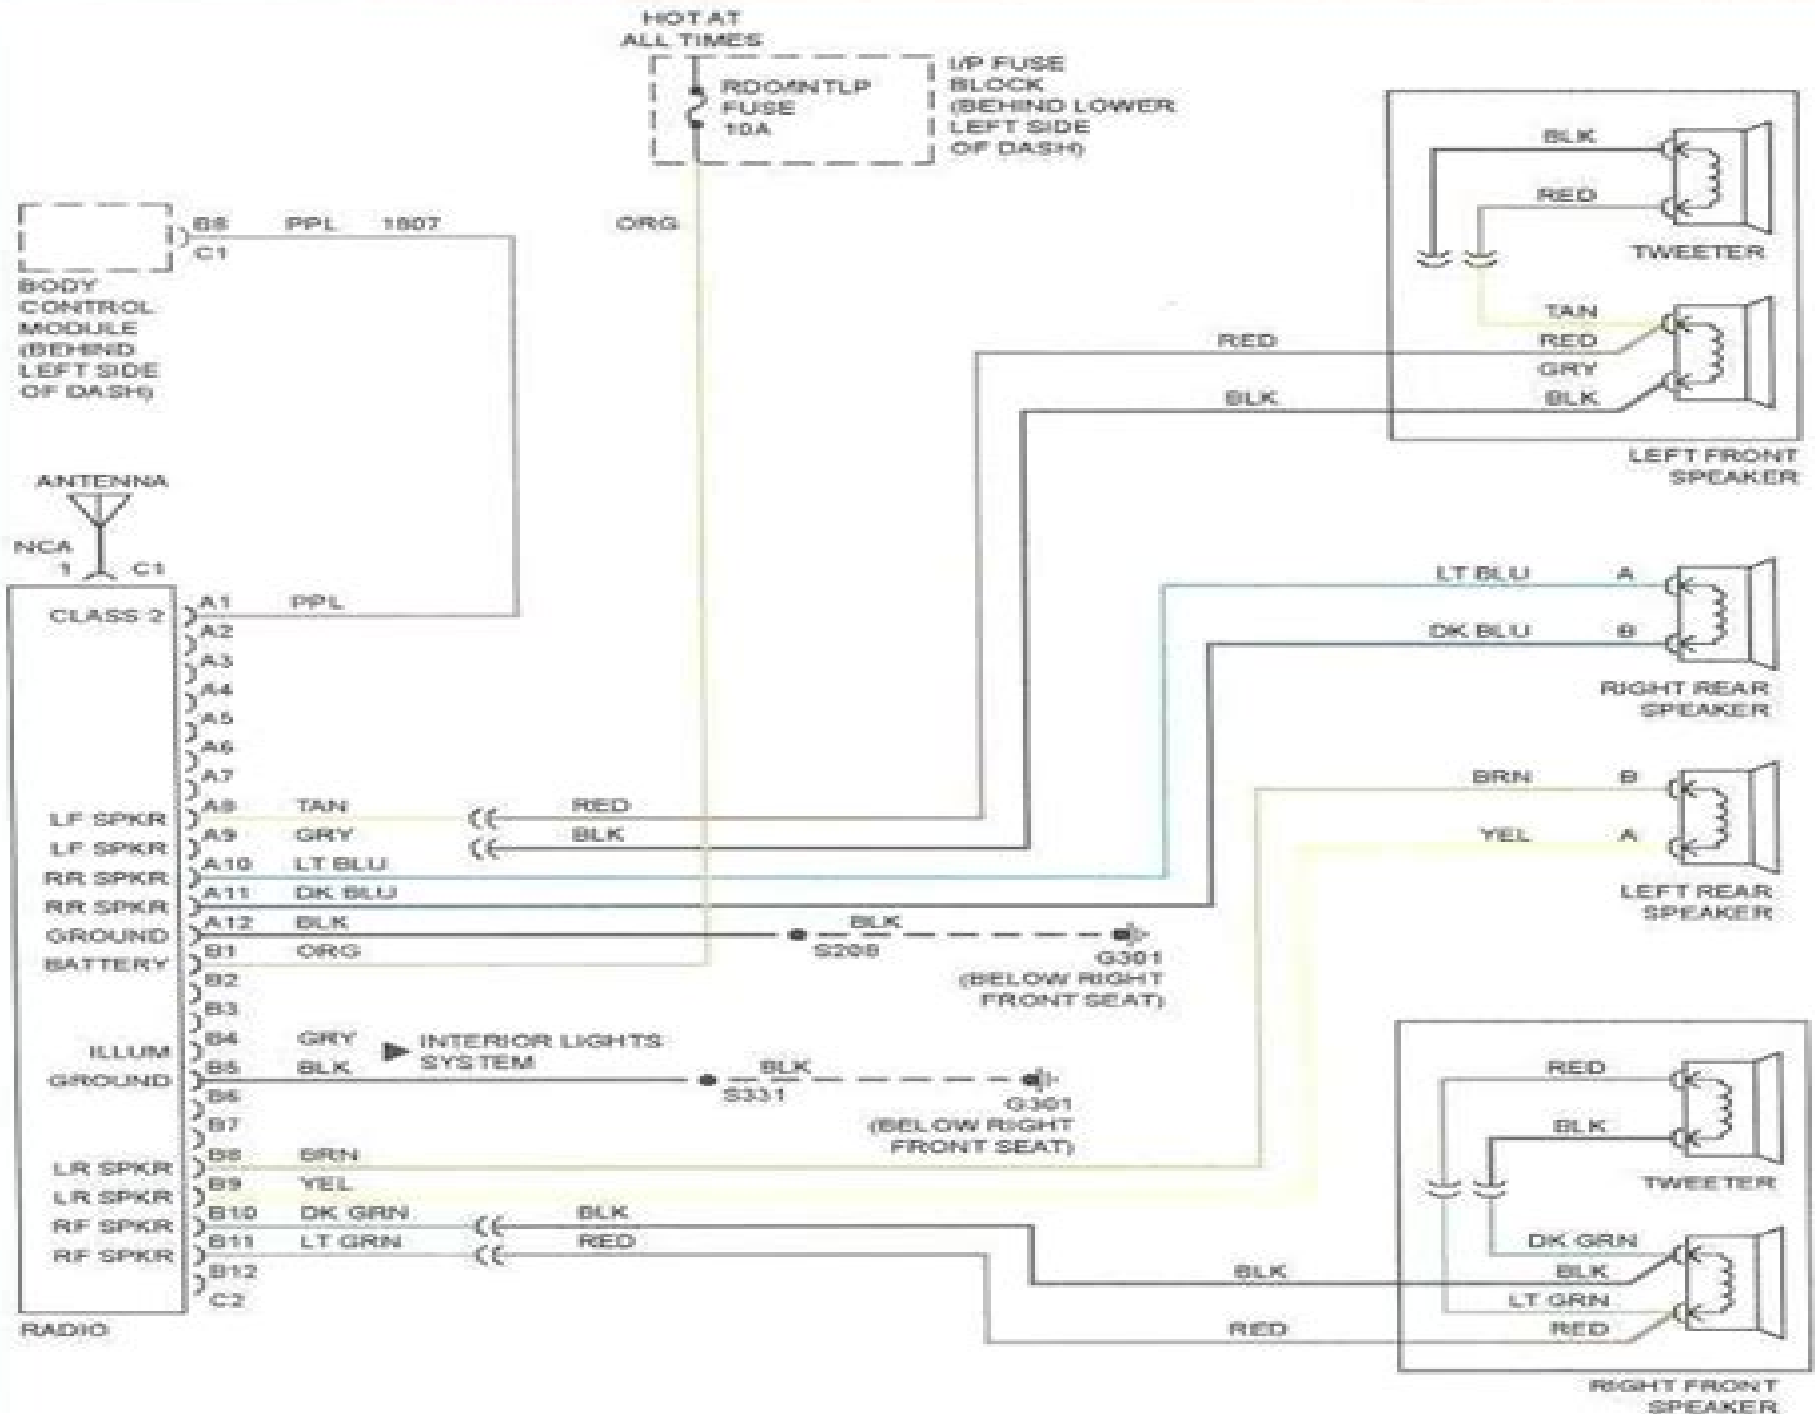 HOT AT
ALL TIMES
RDO/INTLP
FUSE
10A
I/P FUSE
BLOCK
(BEHIND LOWER
LEFT SIDE
OF DASH)
ORG
B8 PPL 1807
C1
BODY
CONTROL
MODULE
(BEHIND
LEFT SIDE
OF DASH)
BLK
RED
TWEETER
TAN
RED RED
GRY
BLK BLK
LEFT FRONT
SPEAKER
ANTENNA
NCA
1 C1
LT BLU A
DK BLU B
RIGHT REAR
SPEAKER
BRN B
YEL A
LEFT REAR
SPEAKER
CLASS 2 A1 PPL
A2
A3
A4
A5
A6
A7
LF SPKR A8 TAN RED
LF SPKR A9 GRY BLK
RR SPKR A10 LT BLU
RR SPKR A11 DK BLU
GROUND A12 BLK BLK
S208 G301
(BELOW RIGHT
FRONT SEAT)
BATTERY B1 ORG
B2
B3
ILLUM B4 GRY INTERIOR LIGHTS
SYSTEM
GROUND B5 BLK BLK
S331 G301
(BELOW RIGHT
FRONT SEAT)
B6
B7
LR SPKR B8 BRN
LR SPKR B9 YEL
RF SPKR B10 DK GRN BLK
RF SPKR B11 LT GRN RED
B12
C2
RADIO
RED
BLK
TWEETER
DK GRN
BLK BLK
LT GRN
RED RED
RIGHT FRONT
SPEAKER